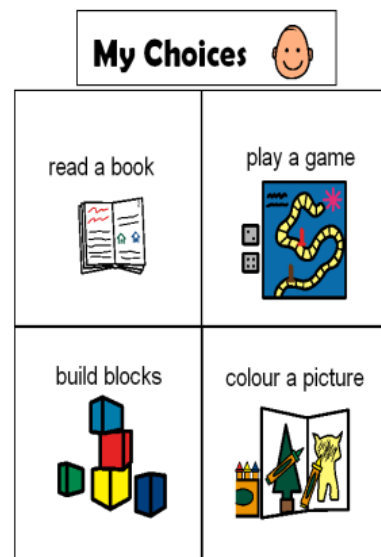 My Choices
read a book
play a game
build blocks
colour a picture